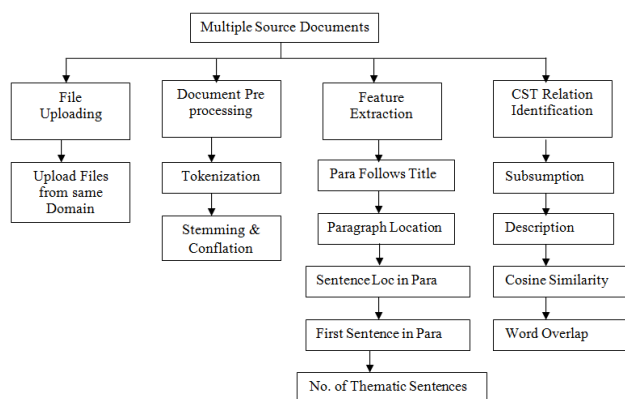 Multiple Source Documents
File
Uploading
Upload Files
from same
Domain
Document Pre
processing
Tokenization
Stemming &
Conflation
Feature
Extraction
Para Follows Title
Paragraph Location
Sentence Loc in Para
First Sentence in Para
No. of Thematic Sentences
CST Relation
Identification
Subsumption
Description
Cosine Similarity
Word Overlap